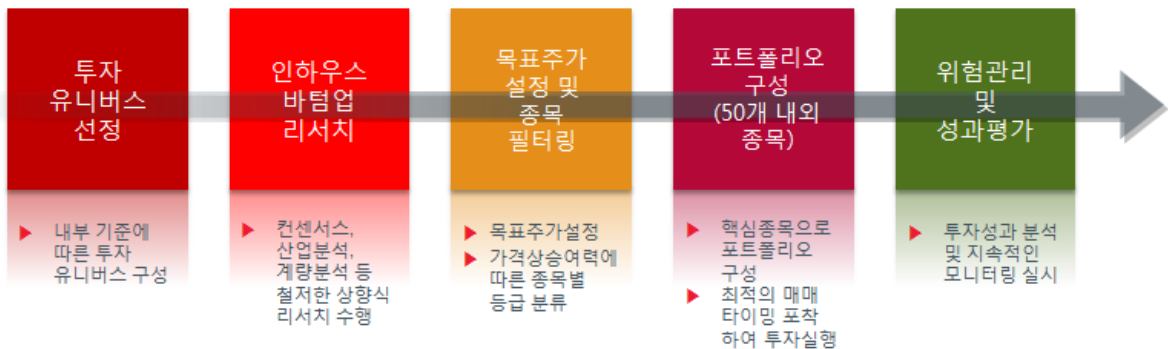 투자
유니버스
선정
인하우스
바텀업
리서치
목표주가
설정 및
종목
필터링
포트폴리오
구성
(50개 내외
종목)
위험관리
및
성과평가
내부 기준에
따른 투자
유니버스 구성
컨센서스,
산업분석,
계량분석 등
철저한 상향식
리서치 수행
목표주가설정
가격상승여력에
따른 종목별
등급 분류
핵심종목으로
포트폴리오
구성
최적의 매매
타이밍 포착
하여 투자실행
투자성과 분석
및 지속적인
모니터링 실시